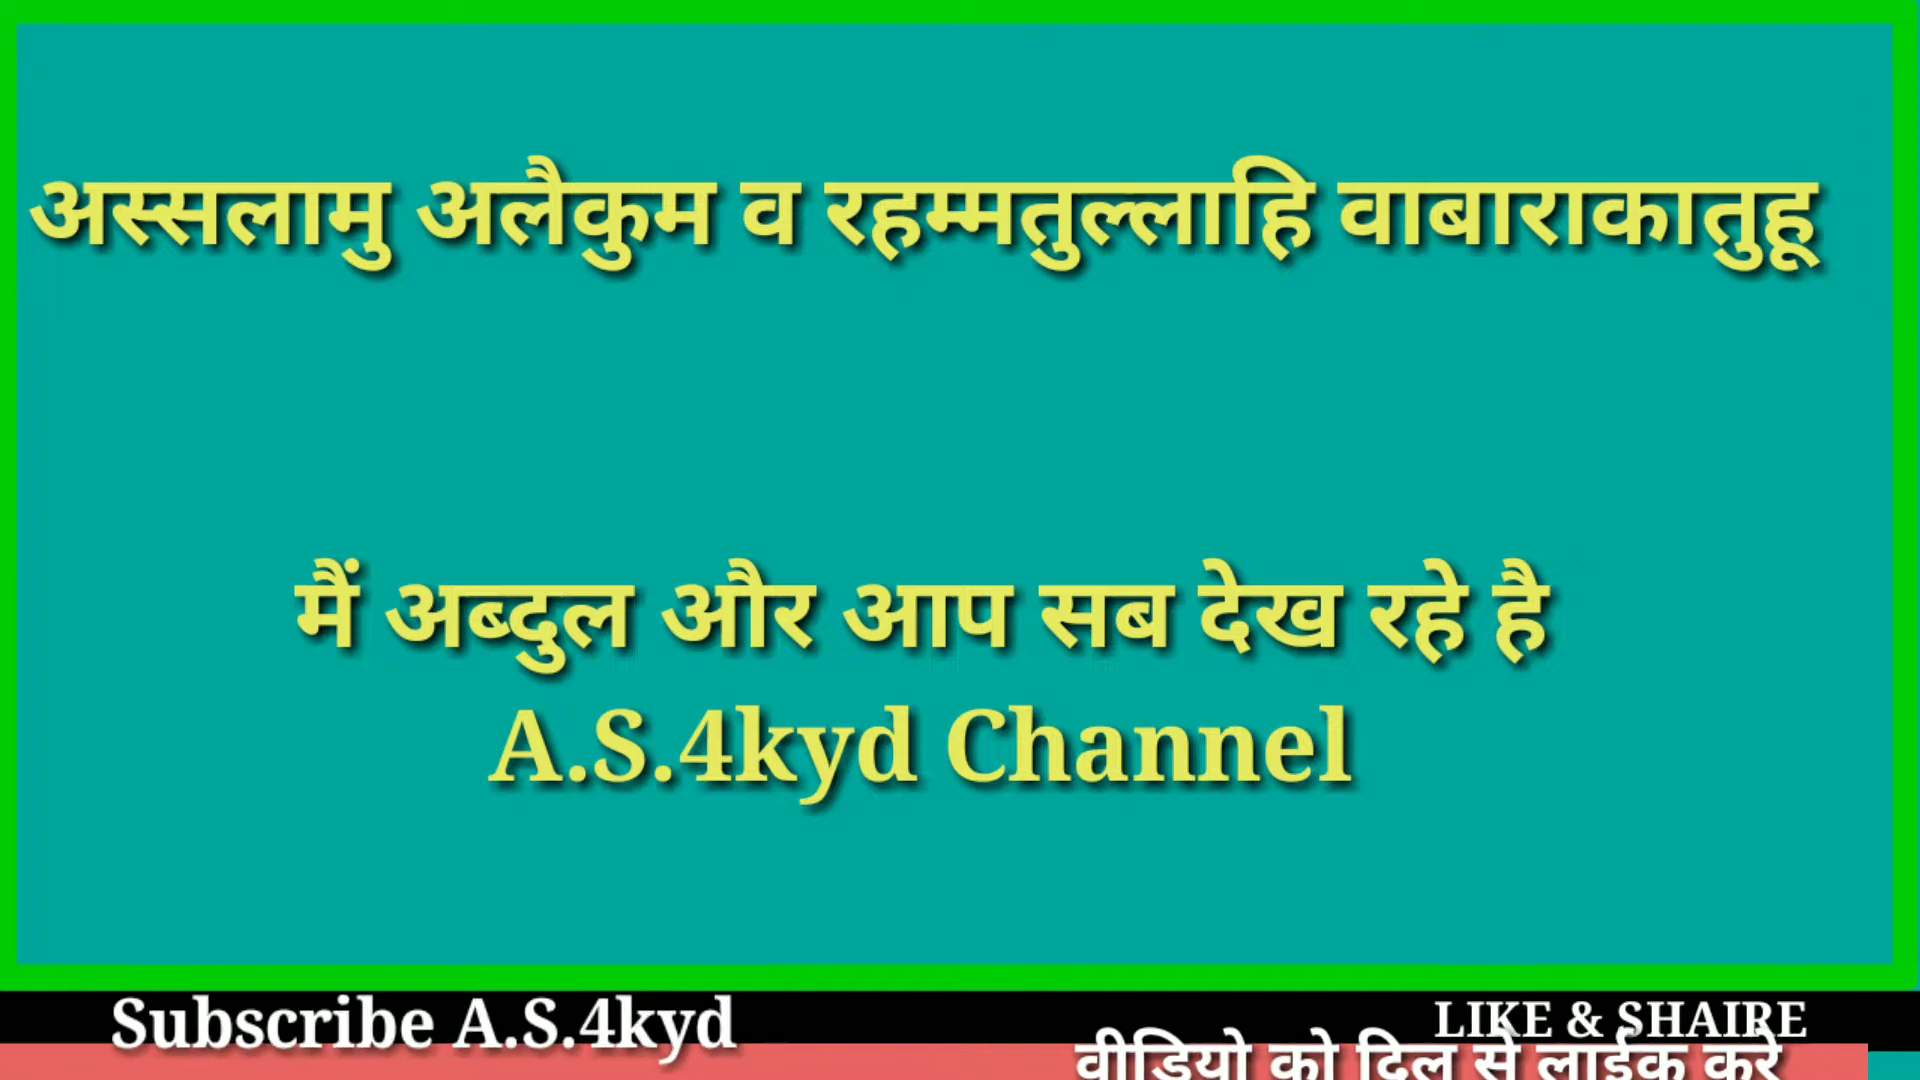 अस्सलामु अलैकुम व रहम्मतुल्लाहि वाबाराकातुहू
मैं अब्दुल और आप सब देख रहे है
A.S.4kyd Channel
Subscribe A.S.4kyd
LIKE & SHAIRE
वीडियो को दिल से लाईक करे